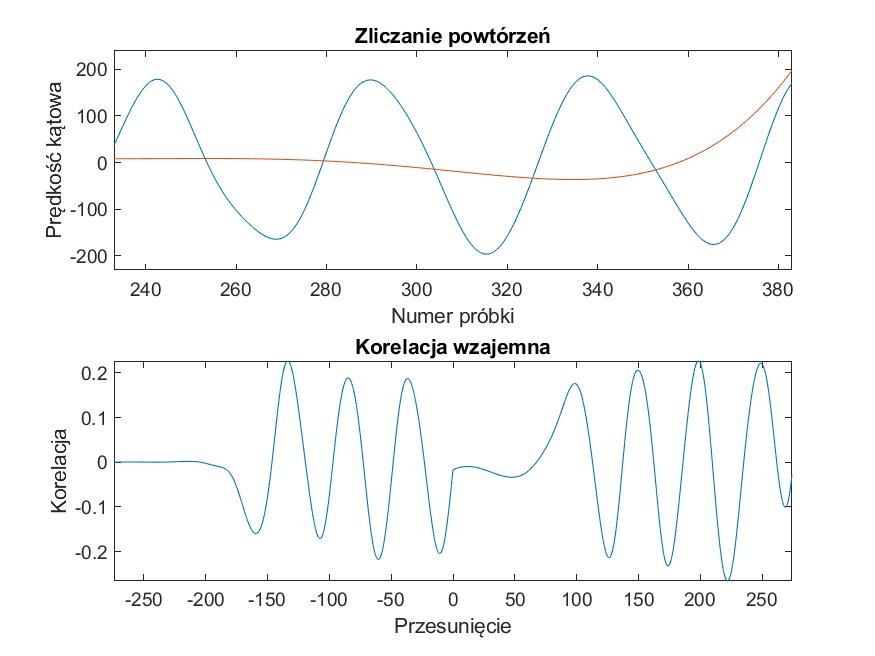 Zliczanie powtórzeń
Prędkość kątowa
200
100
0
-100
-200
240 260 280 300 320 340 360 380
Numer próbki
Korelacja wzajemna
Korelacja
0.2
0.1
0
-0.1
-0.2
-250 -200 -150 -100 -50 0 50 100 150 200 250
Przesunięcie